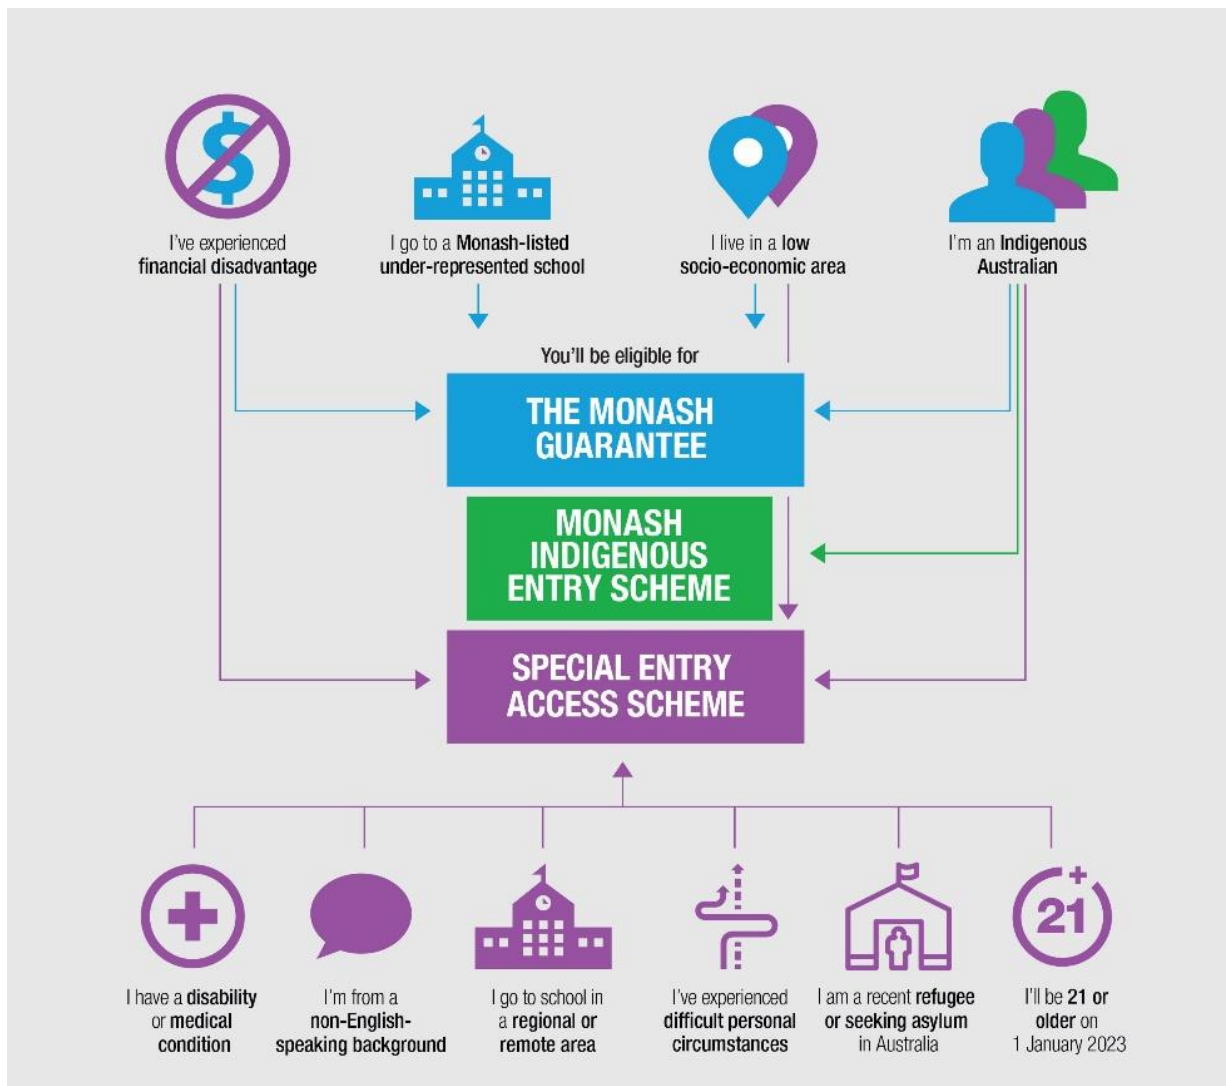 I've experienced
financial disadvantage
I go to a Monash-listed
under-represented school
I live in a low
socio-economic area
I'm an Indigenous
Australian
You'll be eligible for
THE MONASH
GUARANTEE
MONASH
INDIGENOUS
ENTRY SCHEME
SPECIAL ENTRY
ACCESS SCHEME
I have a disability
or medical
condition
I'm from a
non-English-
speaking background
I go to school in
a regional or
remote area
I've experienced
difficult personal
circumstances
I am a recent refugee
or seeking asylum
in Australia
21+
I'll be 21 or
older on
1 January 2023